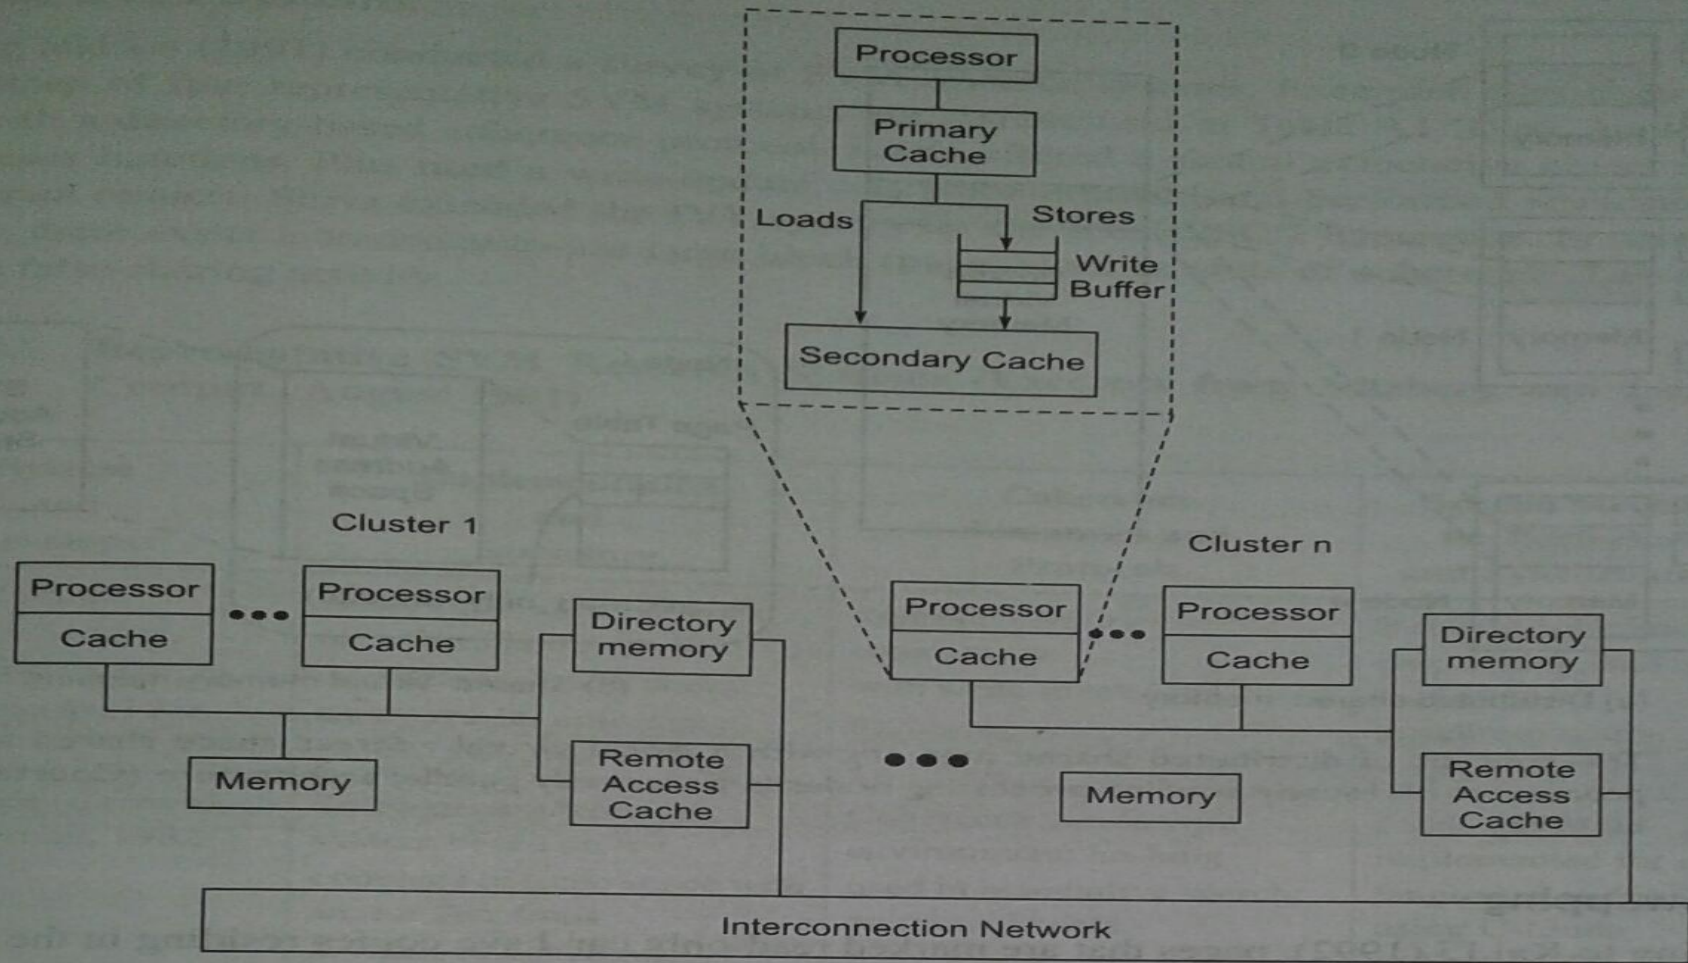 Processor
Primary
Cache
Loads
Stores
Write
Buffer
Secondary Cache
Cluster 1
Cluster n
Processor
Cache
Processor
Cache
Directory
memory
Remote
Access
Cache
Memory
Processor
Cache
Processor
Cache
Directory
memory
Remote
Access
Cache
Memory
Interconnection Network